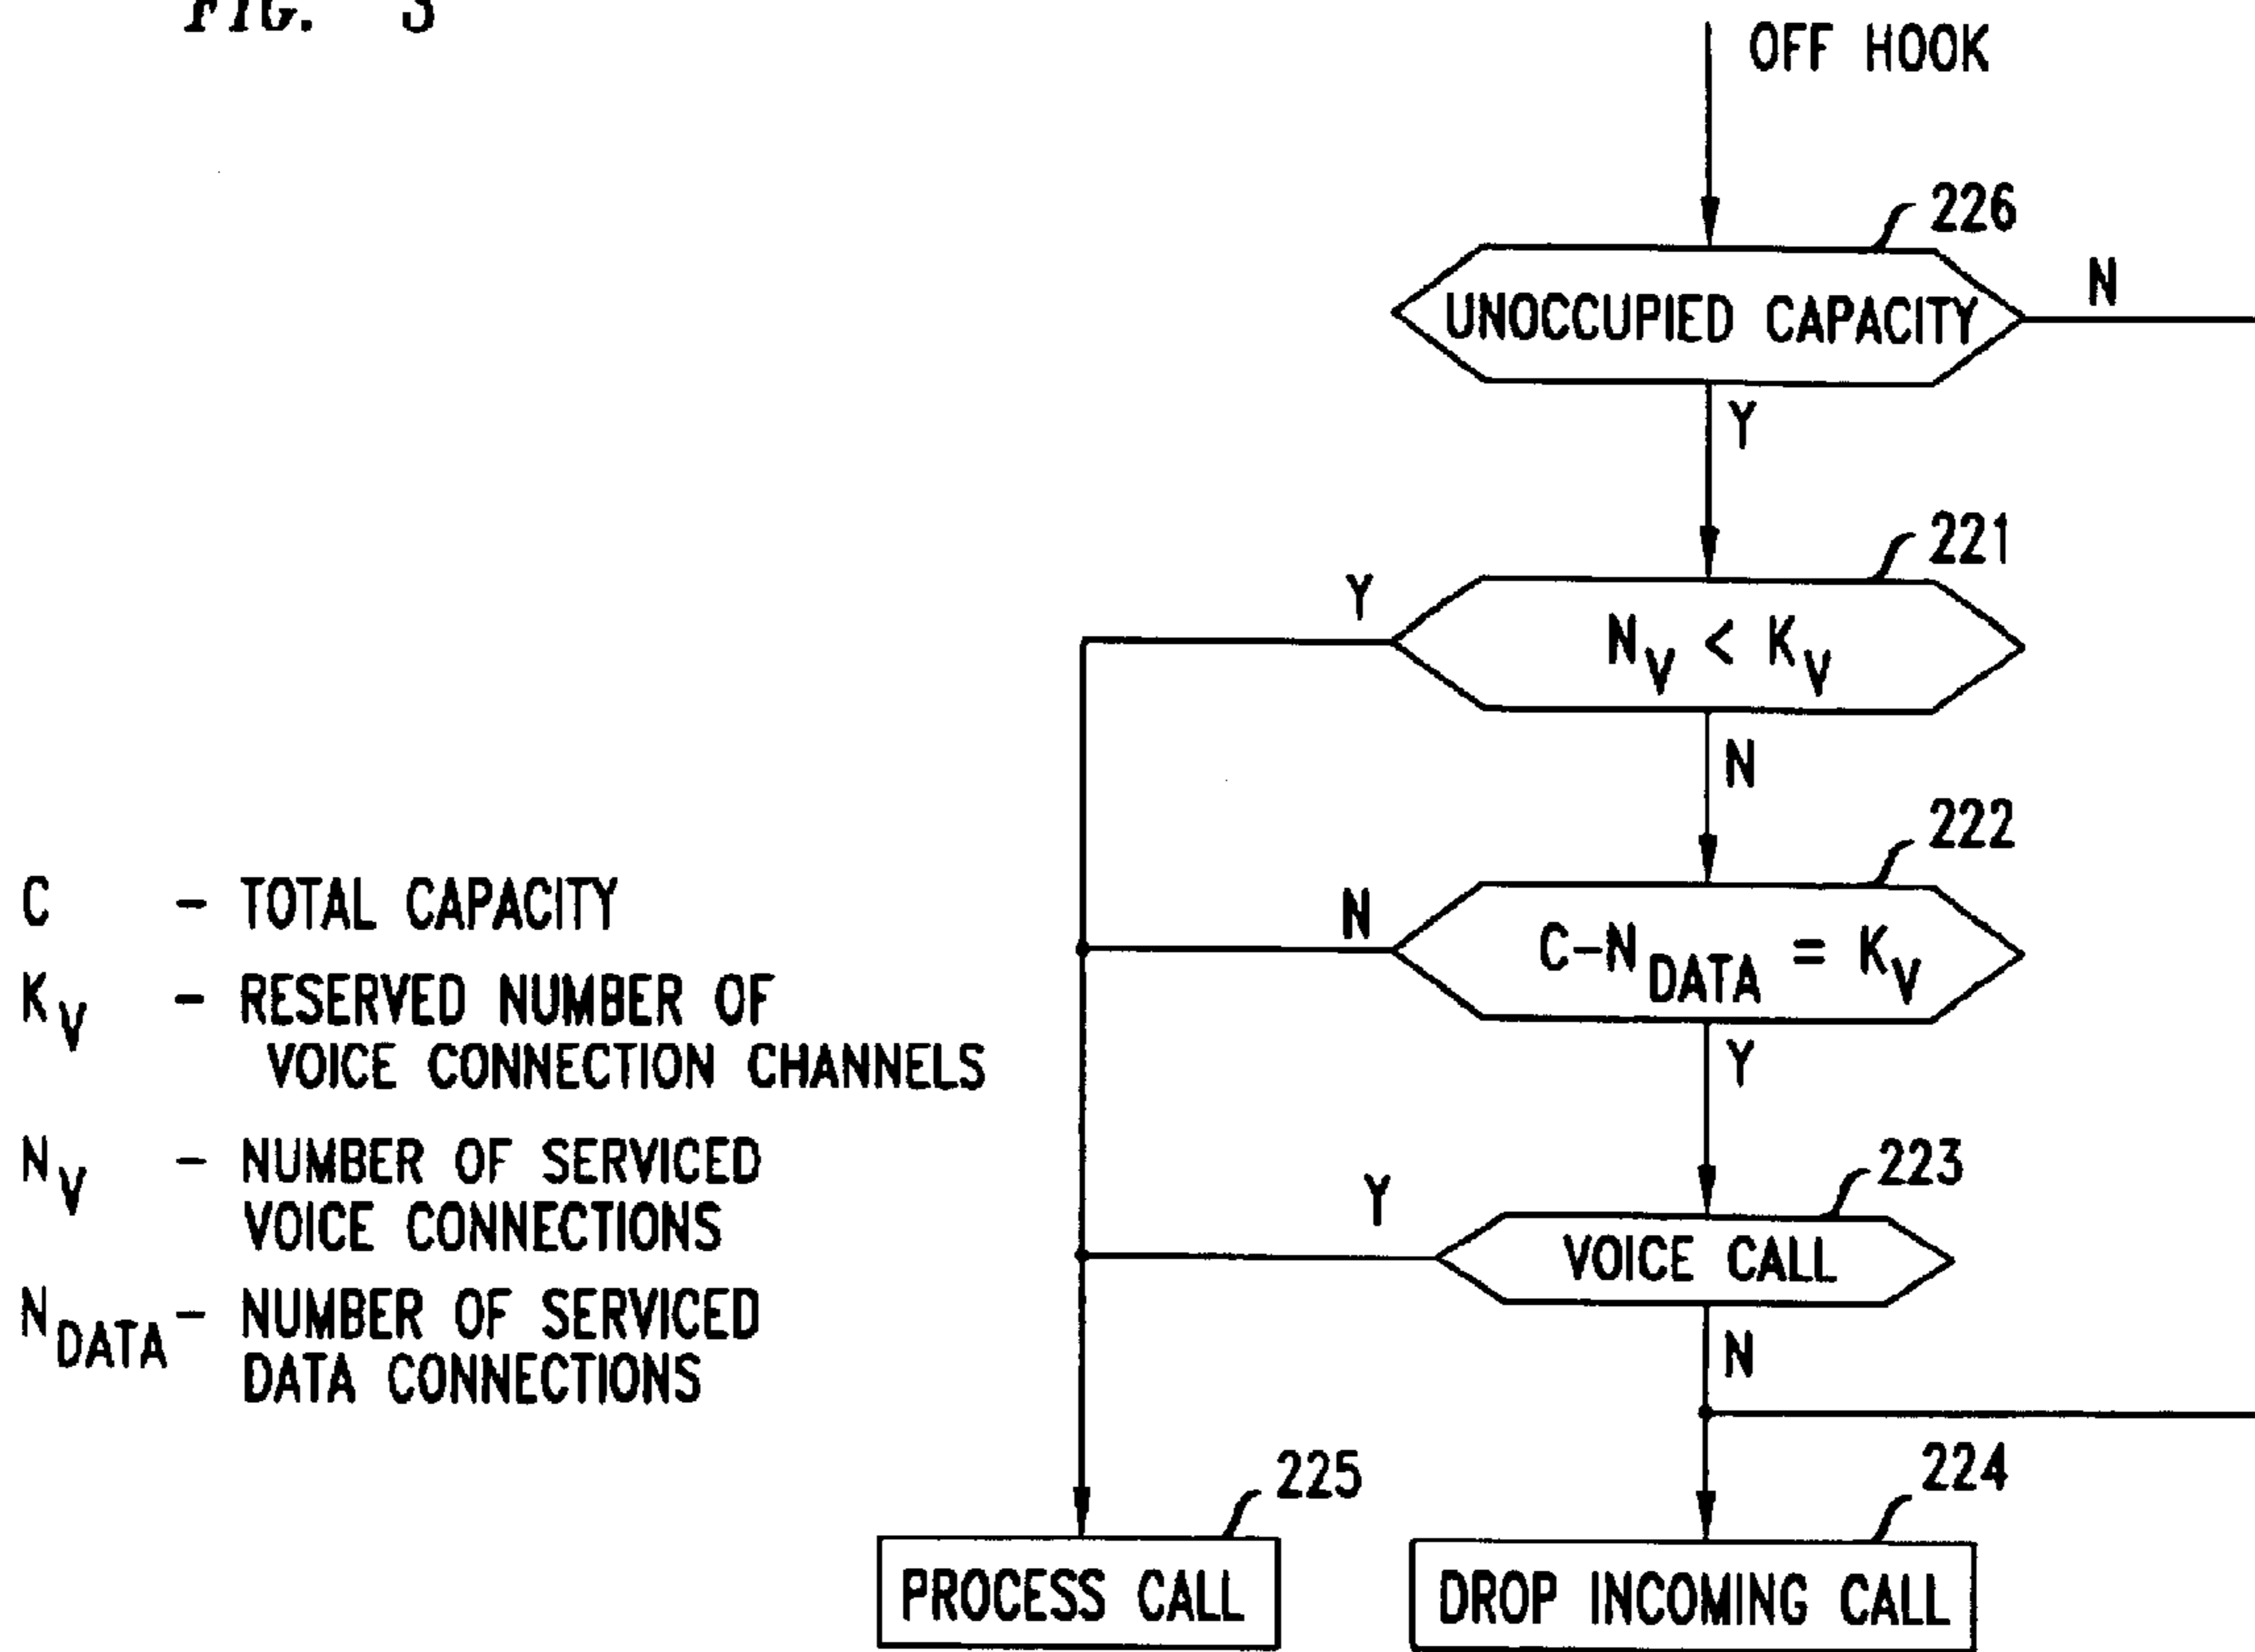 FIG. 3
OFF HOOK
226
UNOCCUPIED CAPACITY
N
Y
221
Y
N_V < K_V
N
222
N
C-N_DATA = K_V
Y
223
Y
VOICE CALL
N
225
224
PROCESS CALL
DROP INCOMING CALL
C - TOTAL CAPACITY
K_V - RESERVED NUMBER OF
VOICE CONNECTION CHANNELS
N_V - NUMBER OF SERVICED
VOICE CONNECTIONS
N_DATA - NUMBER OF SERVICED
DATA CONNECTIONS